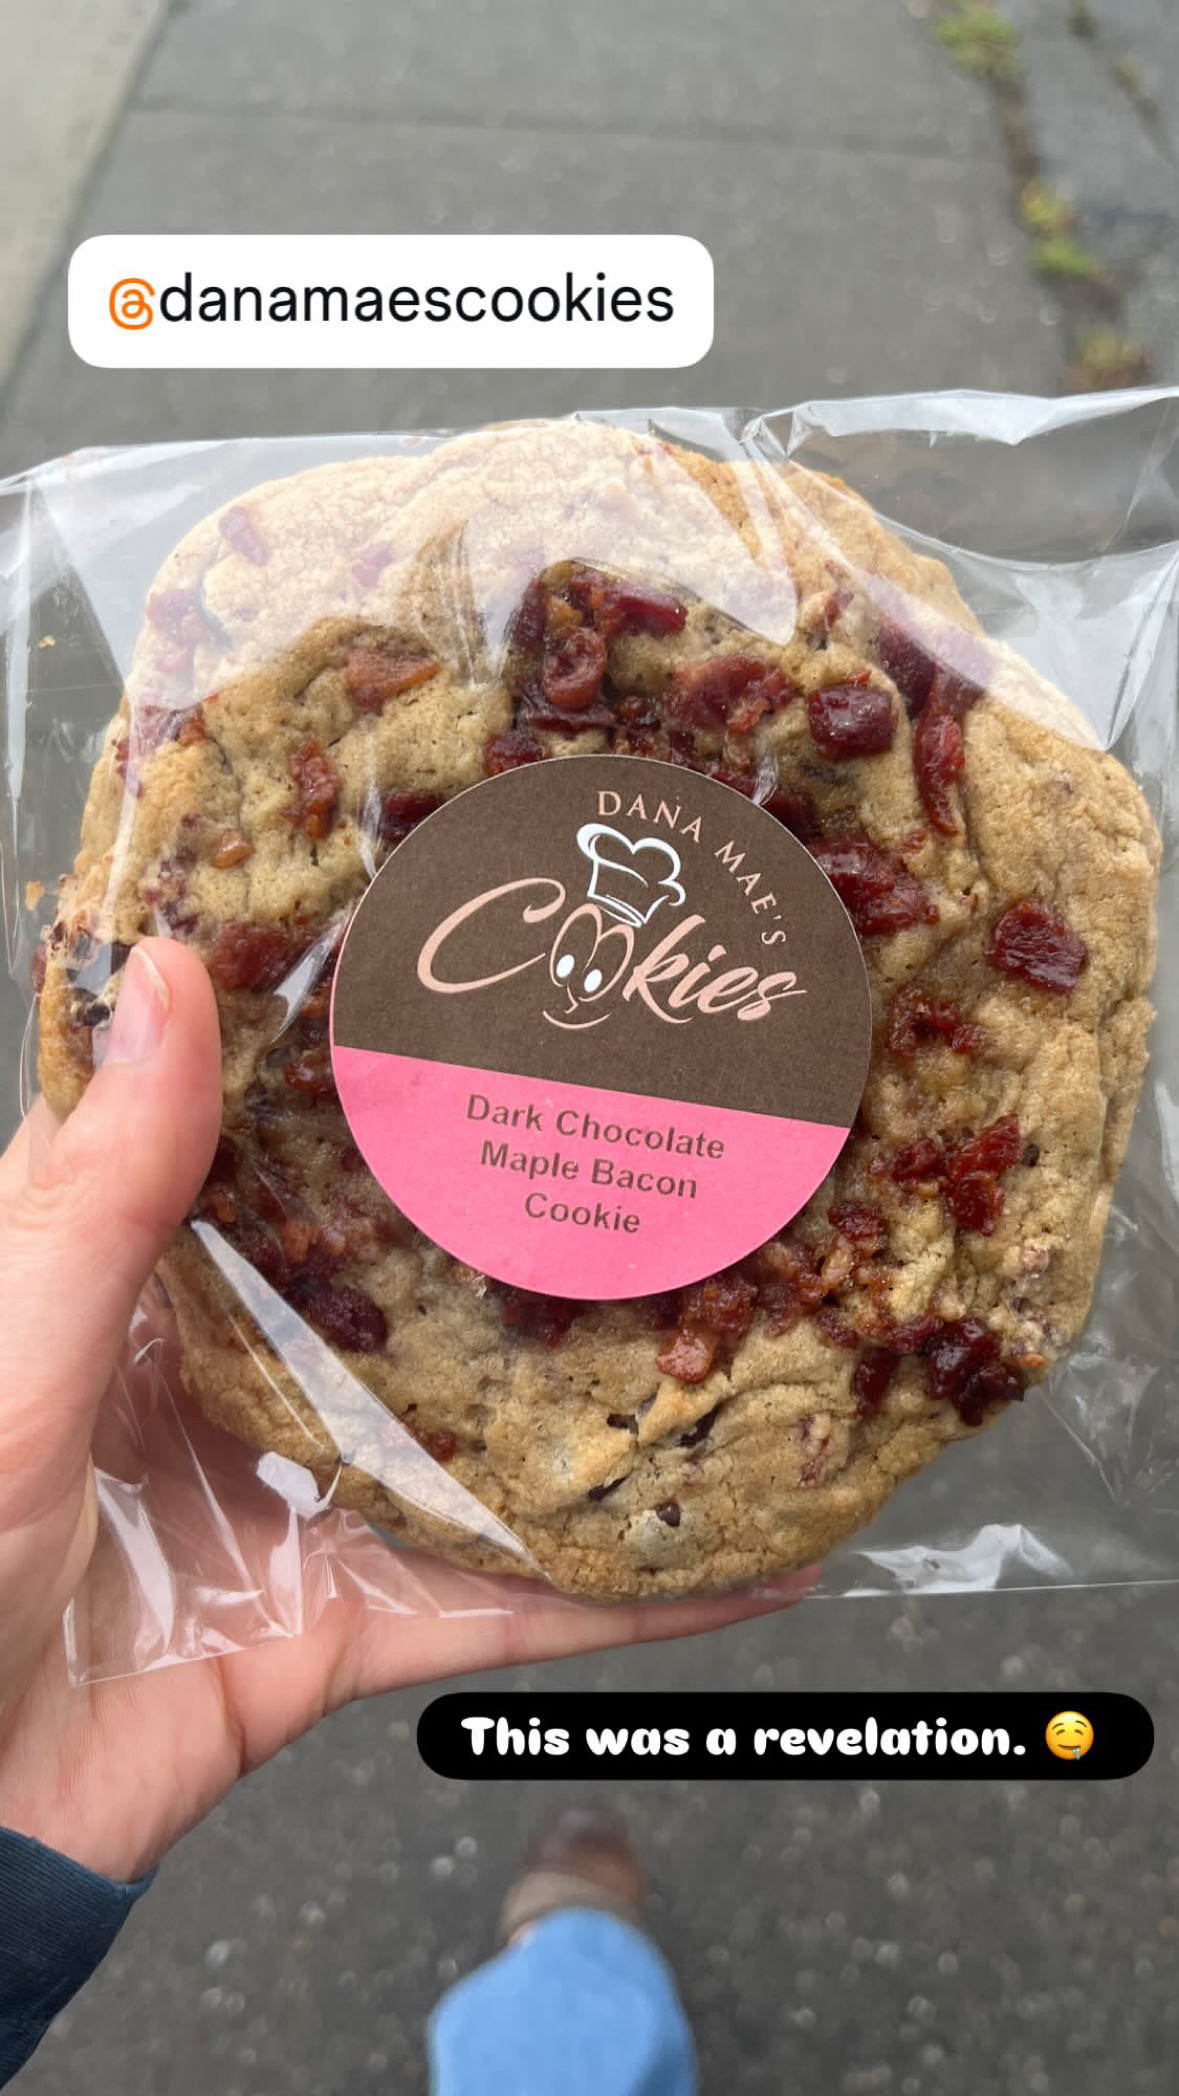 @danamaescookies
DANA MAE'S
Cookies
Dark Chocolate
Maple Bacon
Cookie
This was a revelation. 🤤